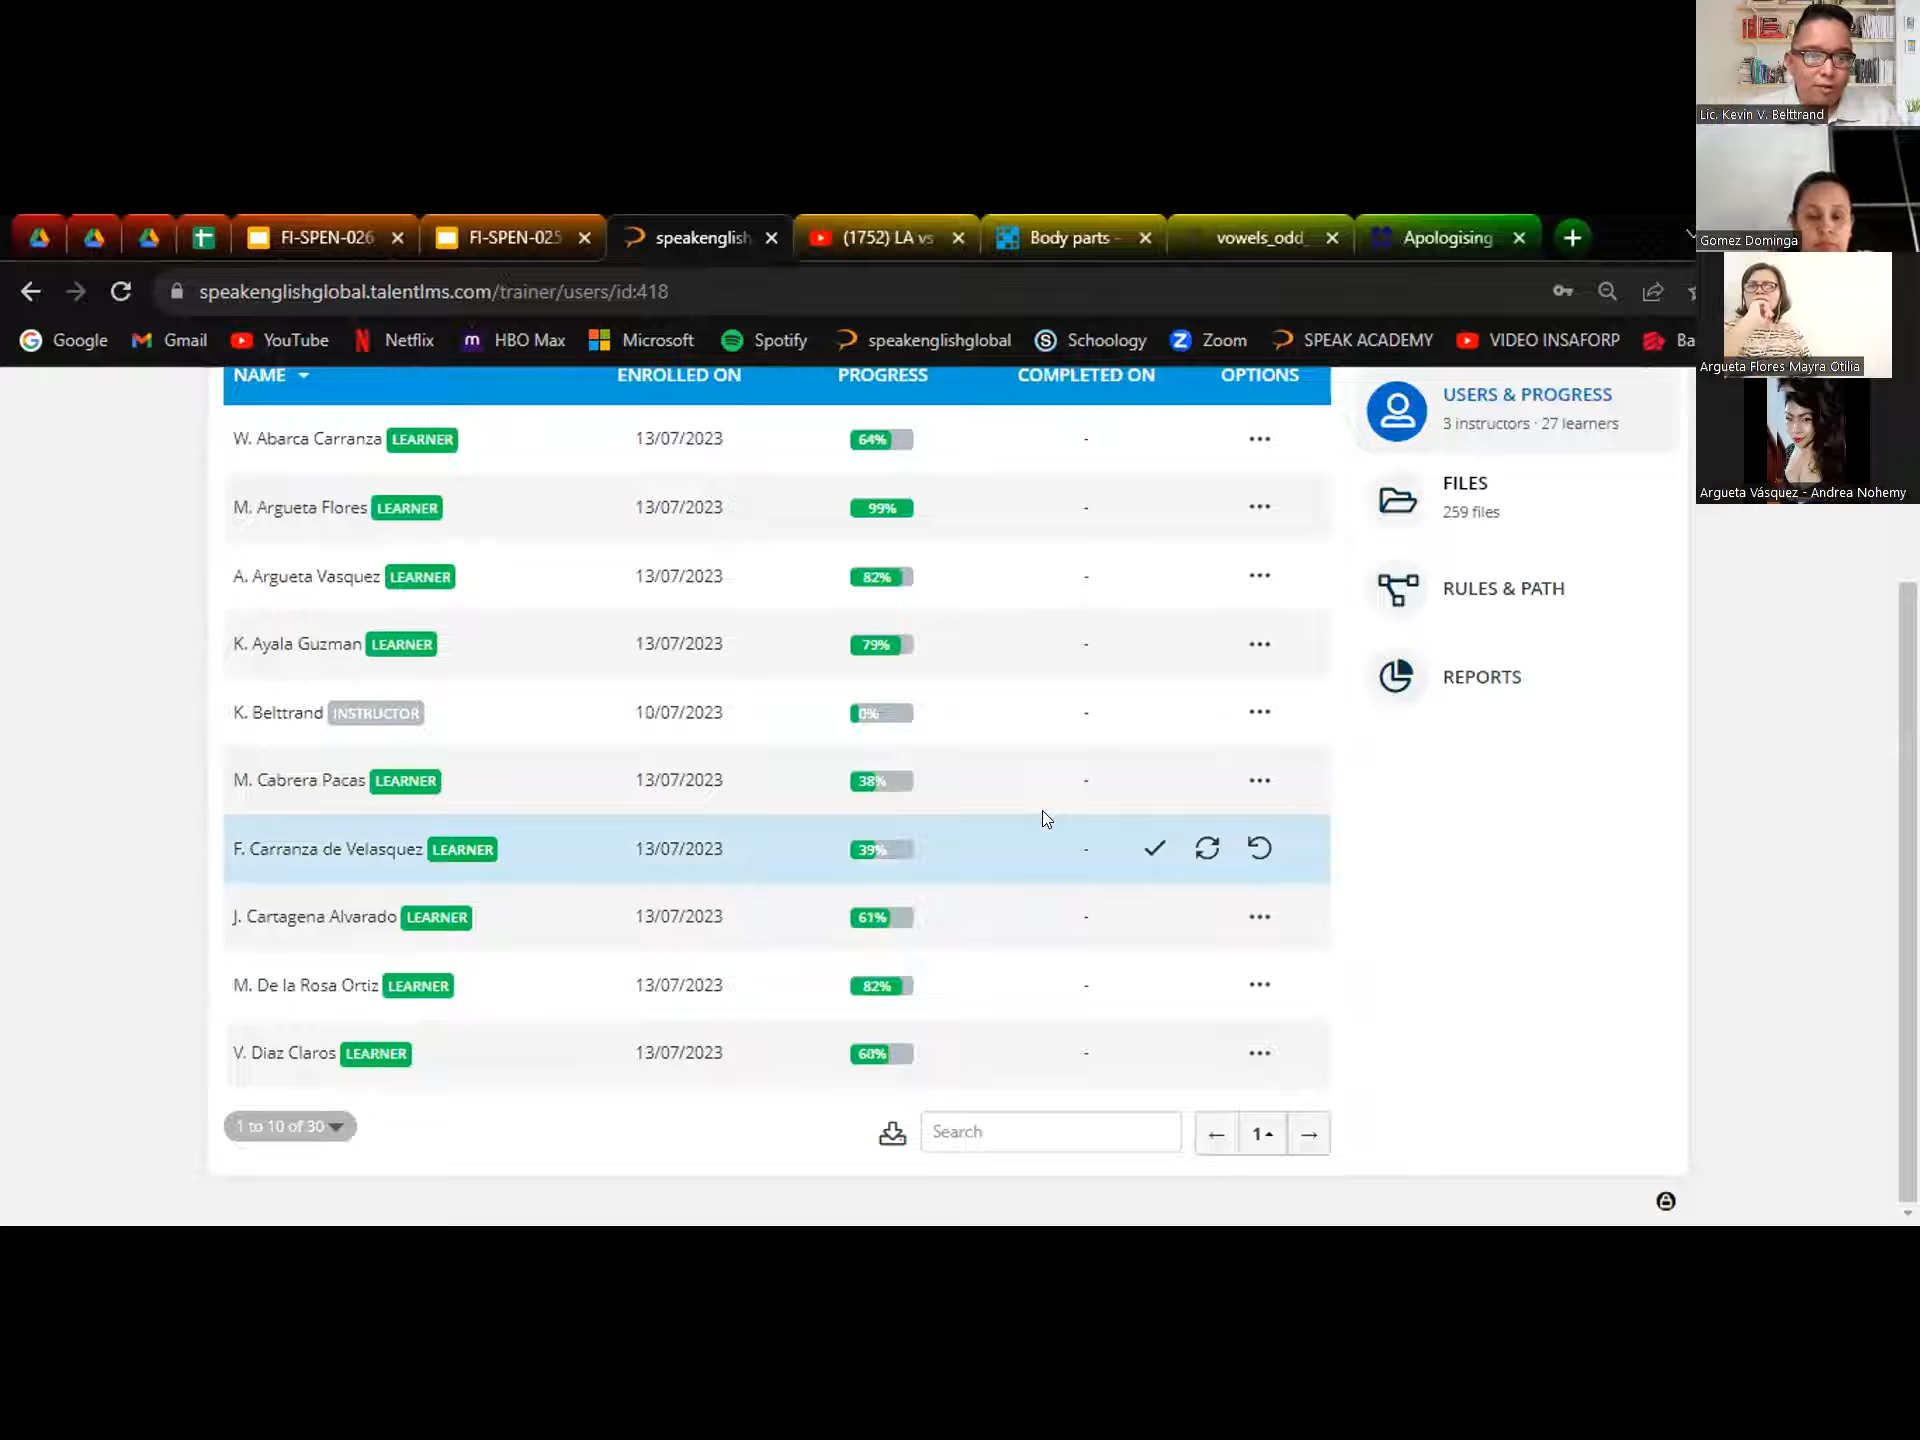 Lic. Kevin V. Belttrand
Gomez Dominga
Argueta Flores Mayra Otilia
Argueta Vásquez - Andrea Nohemy
FI-SPEN-026
FI-SPEN-025
speakenglish
(1752) LA vs
Body parts -
vowels_odd_
Apologising
speakenglishglobal.talentlms.com/trainer/users/id:418
Google
Gmail
YouTube
Netflix
HBO Max
Microsoft
Spotify
speakenglishglobal
Schoology
Zoom
SPEAK ACADEMY
VIDEO INSAFORP
Ba
NAME ENROLLED ON PROGRESS COMPLETED ON OPTIONS
W. Abarca Carranza LEARNER 13/07/2023 64% - ...
M. Argueta Flores LEARNER 13/07/2023 99% - ...
A. Argueta Vasquez LEARNER 13/07/2023 82% - ...
K. Ayala Guzman LEARNER 13/07/2023 79% - ...
K. Belttrand INSTRUCTOR 10/07/2023 0% - ...
M. Cabrera Pacas LEARNER 13/07/2023 38% - ...
F. Carranza de Velasquez LEARNER 13/07/2023 39% -
J. Cartagena Alvarado LEARNER 13/07/2023 61% - ...
M. De la Rosa Ortiz LEARNER 13/07/2023 82% - ...
V. Diaz Claros LEARNER 13/07/2023 60% - ...
1 to 10 of 30
Search
← 1 →
USERS & PROGRESS
3 instructors · 27 learners
FILES
259 files
RULES & PATH
REPORTS